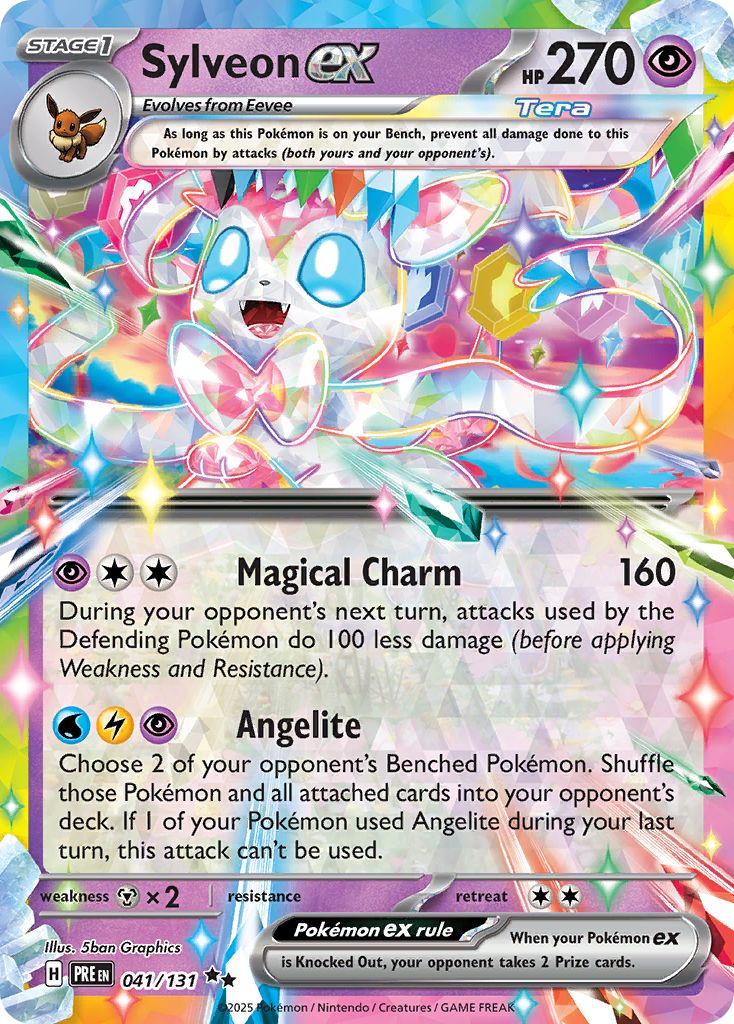 STAGE 1
Sylveon ex
HP 270
Evolves from Eevee
Tera
As long as this Pokémon is on your Bench, prevent all damage done to this
Pokémon by attacks (both yours and your opponent's).
Magical Charm 160
During your opponent's next turn, attacks used by the
Defending Pokémon do 100 less damage (before applying
Weakness and Resistance).
Angelite
Choose 2 of your opponent's Benched Pokémon. Shuffle
those Pokémon and all attached cards into your opponent's
deck. If 1 of your Pokémon used Angelite during your last
turn, this attack can't be used.
weakness ×2 resistance retreat
Illus. 5ban Graphics
Pokémon ex rule
When your Pokémon ex
is Knocked Out, your opponent takes 2 Prize cards.
H PRE EN 041/131
©2025 Pokémon / Nintendo / Creatures / GAME FREAK